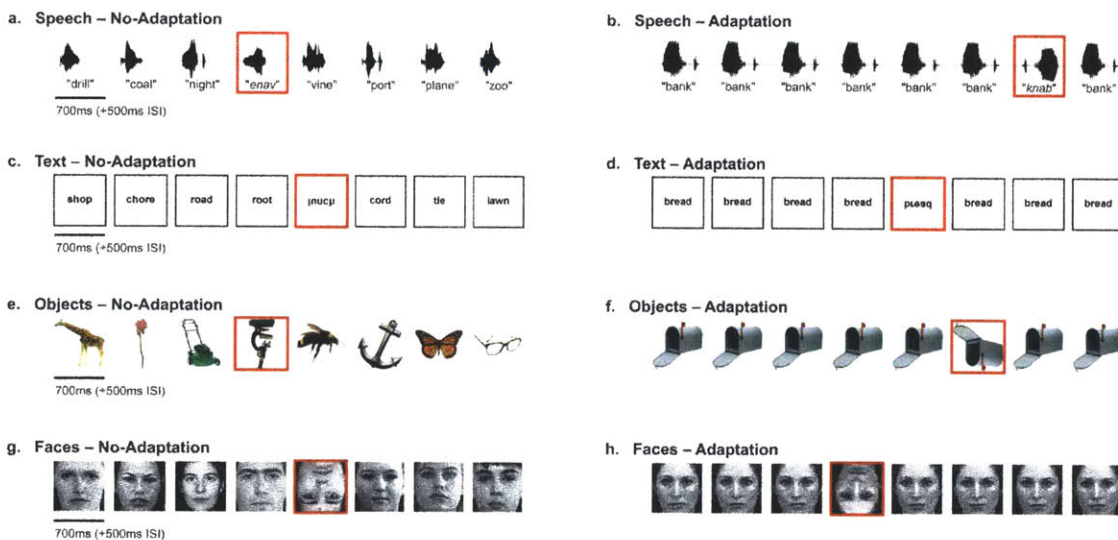 a. Speech – No-Adaptation
"drill" "coal" "night" "enav" "vine" "port" "plane" "zoo"
700ms (+500ms ISI)
b. Speech – Adaptation
"bank" "bank" "bank" "bank" "bank" "bank" "knab" "bank"
c. Text – No-Adaptation
shop chore road root cord tie lawn
700ms (+500ms ISI)
d. Text – Adaptation
bread bread bread bread bread bread bread bread
e. Objects – No-Adaptation
700ms (+500ms ISI)
f. Objects – Adaptation
g. Faces – No-Adaptation
700ms (+500ms ISI)
h. Faces – Adaptation